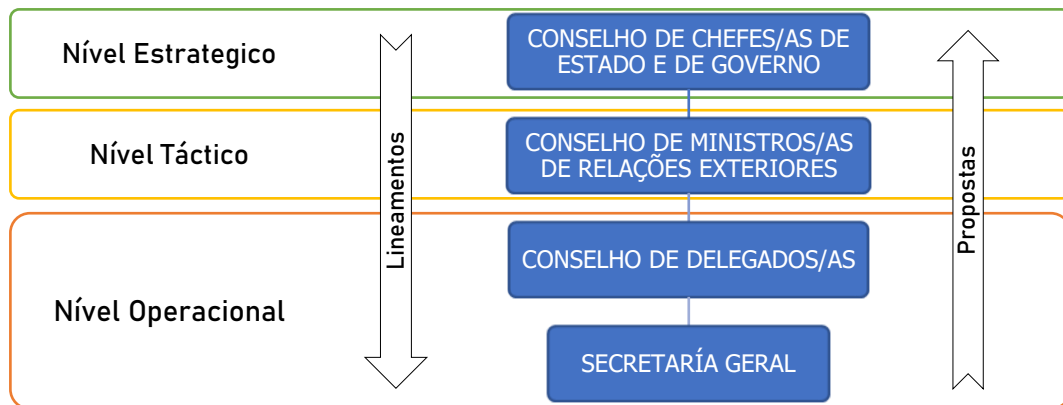 Nível Estrategico
CONSELHO DE CHEFES/AS DE
ESTADO E DE GOVERNO
Nível Táctico
CONSELHO DE MINISTROS/AS
DE RELAÇÕES EXTERIORES
Lineamentos
Propostas
Nível Operacional
CONSELHO DE DELEGADOS/AS
SECRETARÍA GERAL